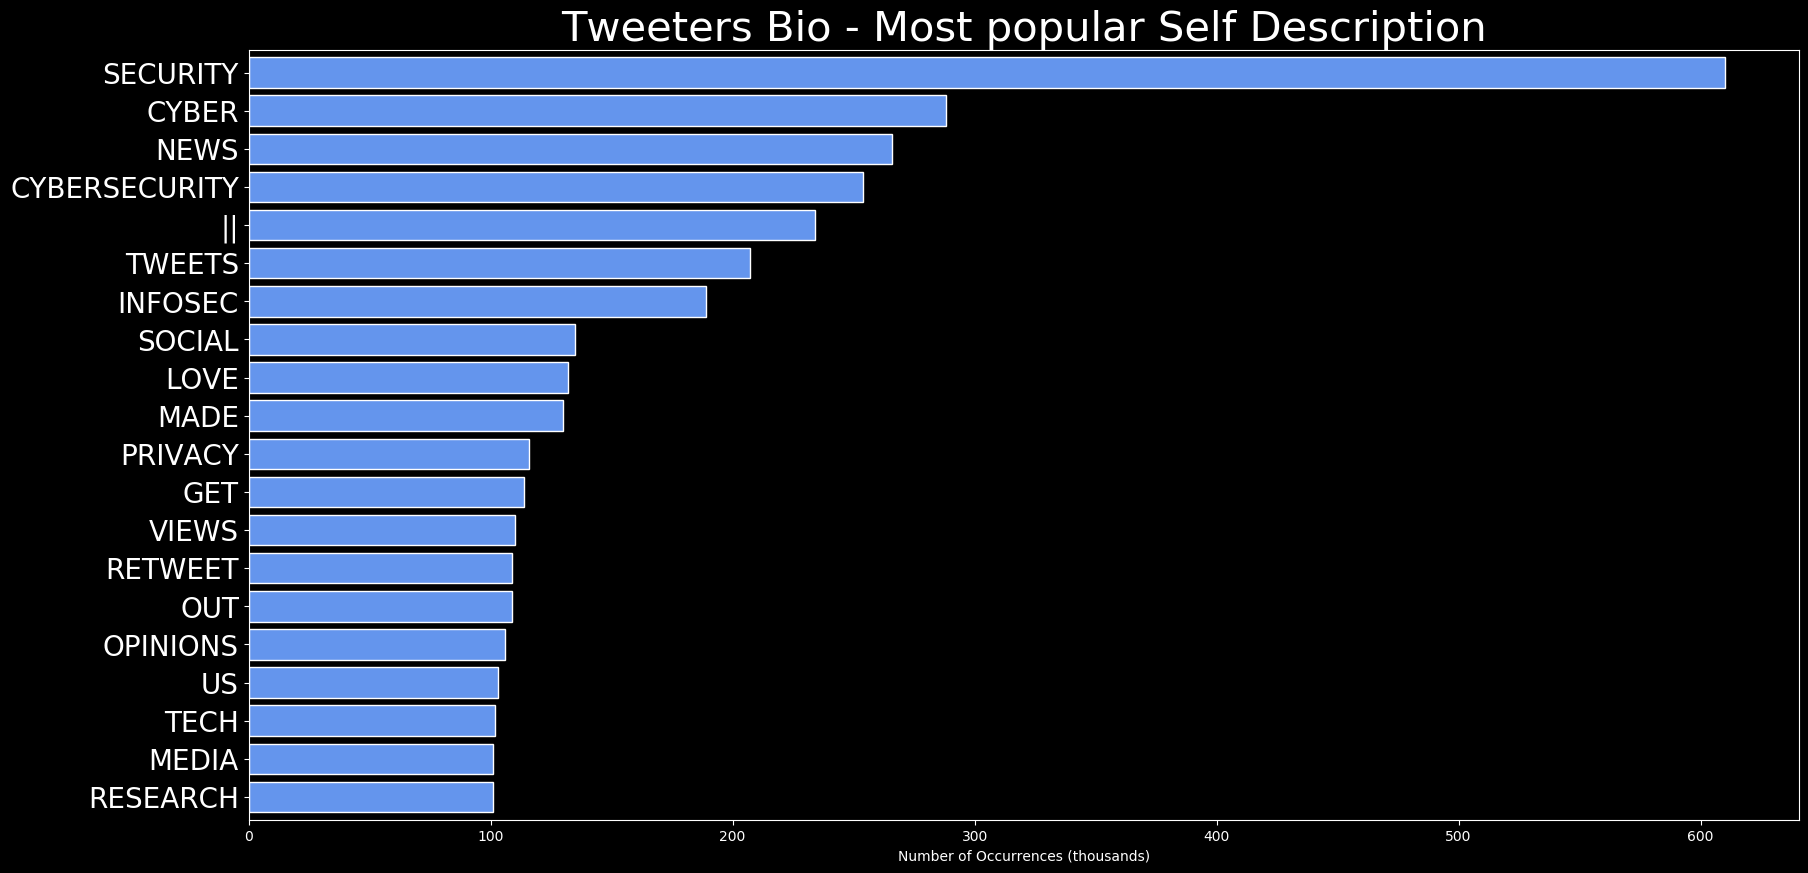 Tweeters Bio - Most popular Self Description
SECURITY
CYBER
NEWS
CYBERSECURITY
||
TWEETS
INFOSEC
SOCIAL
LOVE
MADE
PRIVACY
GET
VIEWS
RETWEET
OUT
OPINIONS
US
TECH
MEDIA
RESEARCH
0 100 200 300 400 500 600
Number of Occurrences (thousands)